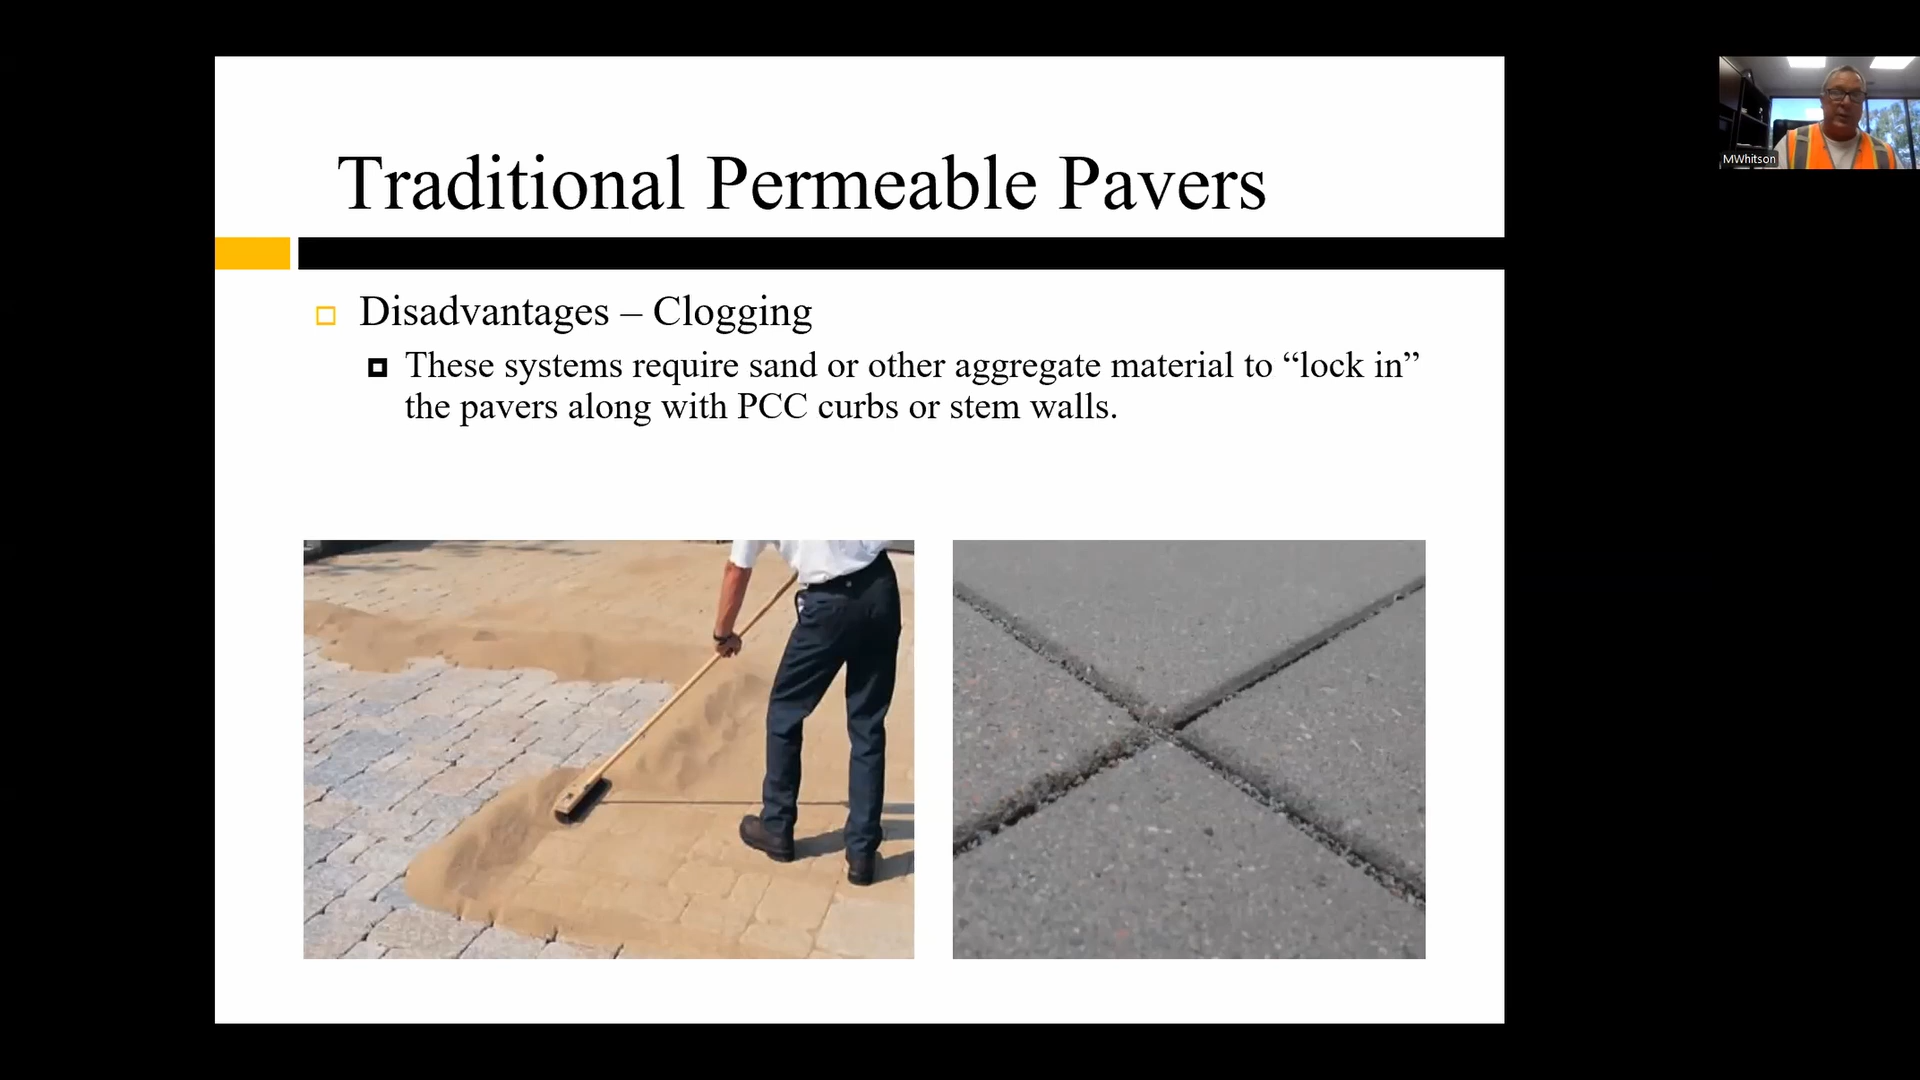 Traditional Permeable Pavers
MWhitson
Disadvantages – Clogging
These systems require sand or other aggregate material to “lock in”
the pavers along with PCC curbs or stem walls.